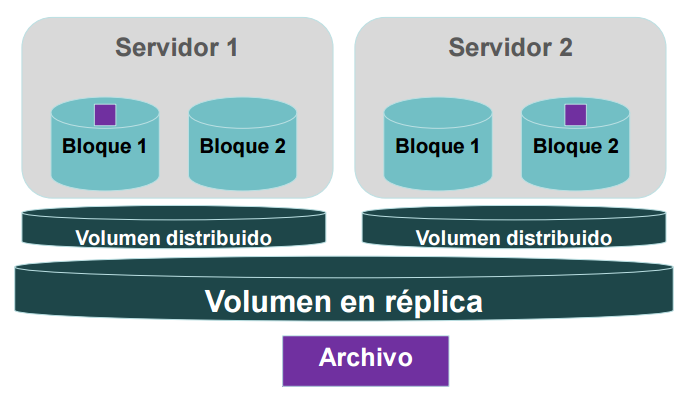 Servidor 1
Servidor 2
Bloque 1
Bloque 2
Bloque 1
Bloque 2
Volumen distribuido
Volumen distribuido
Volumen en réplica
Archivo